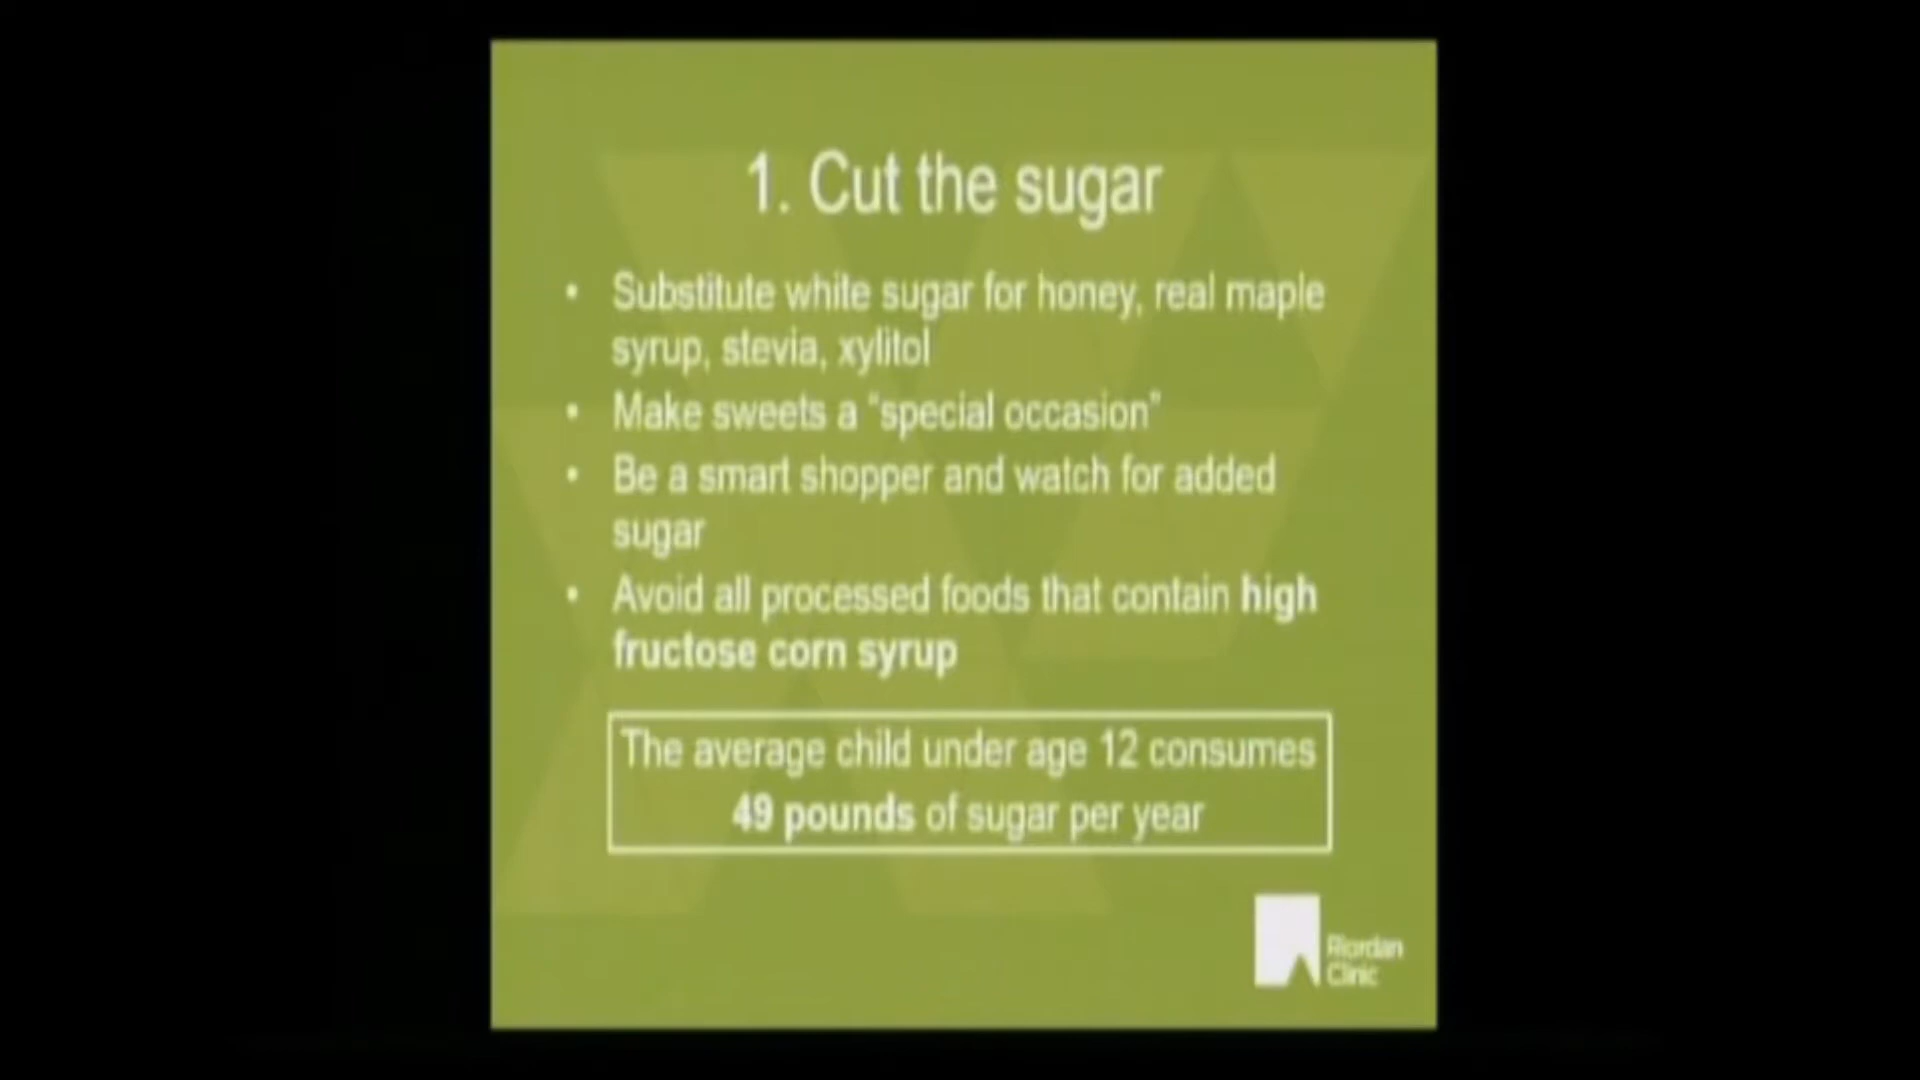 1. Cut the sugar
• Substitute white sugar for honey, real maple
syrup, stevia, xylitol
• Make sweets a “special occasion”
• Be a smart shopper and watch for added
sugar
• Avoid all processed foods that contain high
fructose corn syrup
The average child under age 12 consumes
49 pounds of sugar per year
Riordan
Clinic